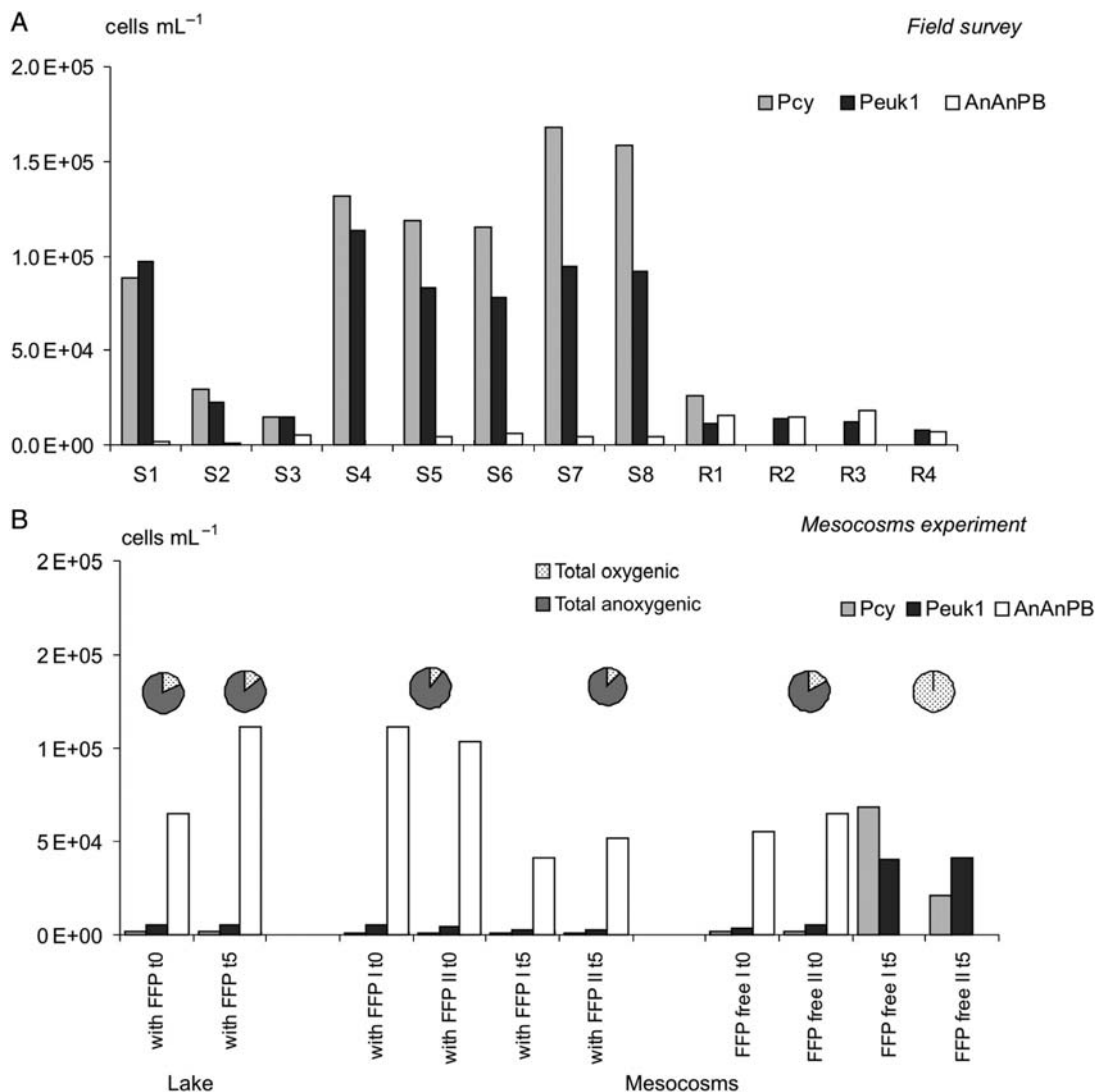 A
cells mL⁻¹
Field survey
2.0 E+05
Pcy Peuk1 AnAnPB
1.5 E+05
1.0 E+05
5.0 E+04
0.0 E+00
S1 S2 S3 S4 S5 S6 S7 S8 R1 R2 R3 R4
B
cells mL⁻¹
Mesocosms experiment
2 E+05
Total oxygenic
Total anoxygenic
Pcy Peuk1 AnAnPB
2 E+05
1 E+05
5 E+04
0 E+00
with FFP t0
with FFP t5
with FFP I t0
with FFP II t0
with FFP I t5
with FFP II t5
FFP free I t0
FFP free II t0
FFP free I t5
FFP free II t5
Lake
Mesocosms